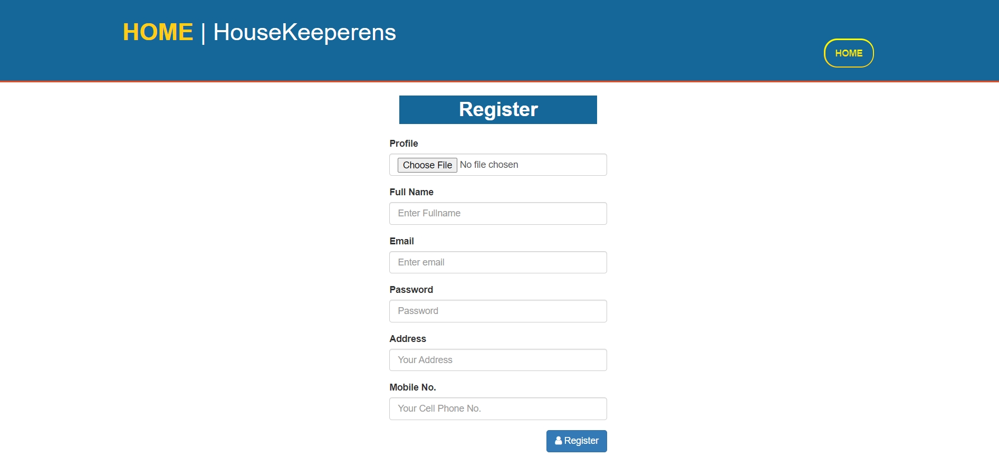 HOME | HouseKeeperens
HOME
Register
Profile
Choose File No file chosen
Full Name
Enter Fullname
Email
Enter email
Password
Password
Address
Your Address
Mobile No.
Your Cell Phone No.
Register